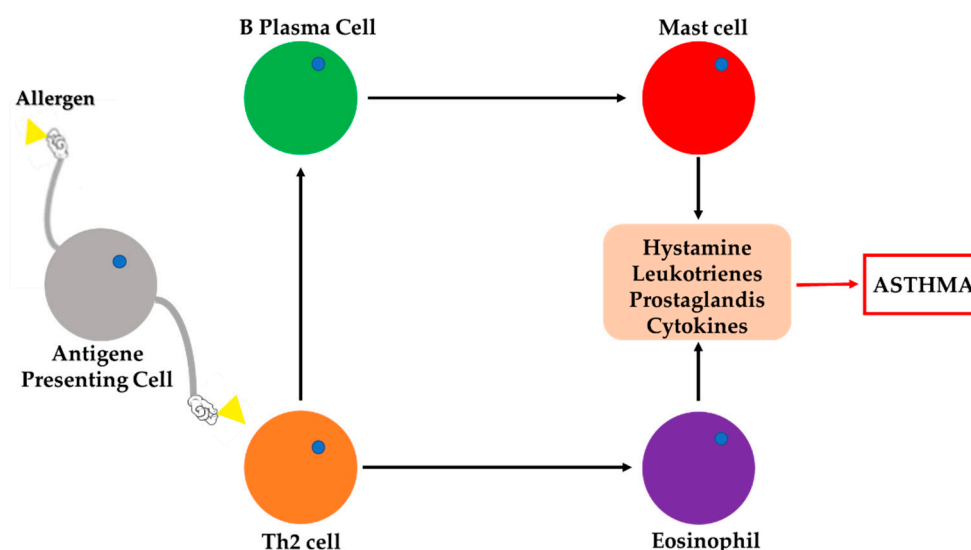 B Plasma Cell
Mast cell
Allergen
Hystamine
Leukotrienes
Prostaglandis
Cytokines
ASTHMA
Antigene
Presenting Cell
Th2 cell
Eosinophil